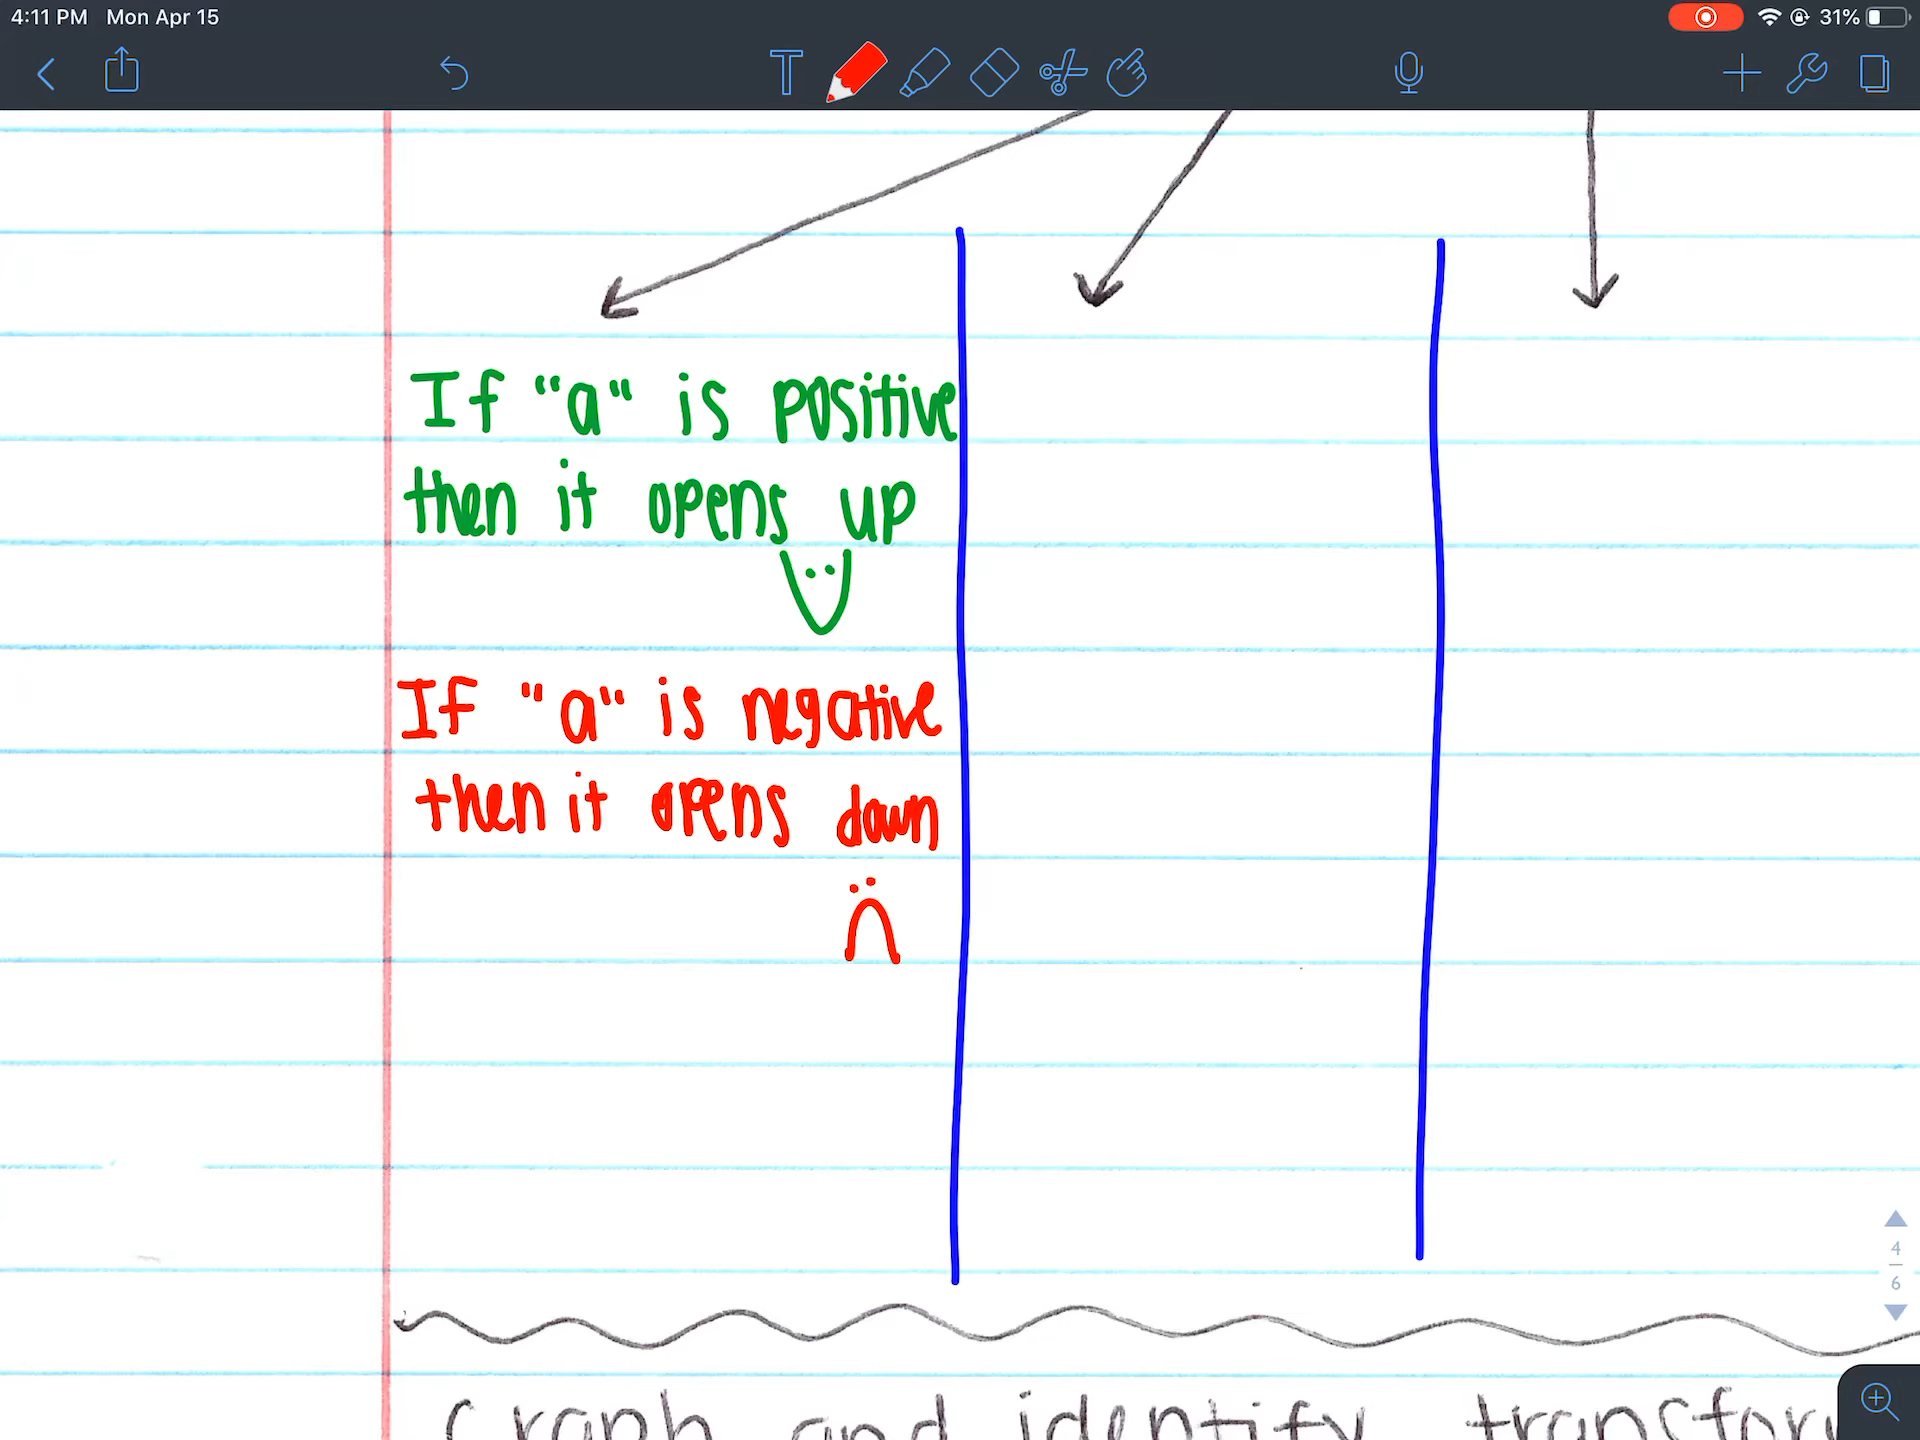 4:11 PM Mon Apr 15
31%
T
If "a" is positive
then it opens up
If "a" is negative
then it opens down
4
6
Graph and identify transfor